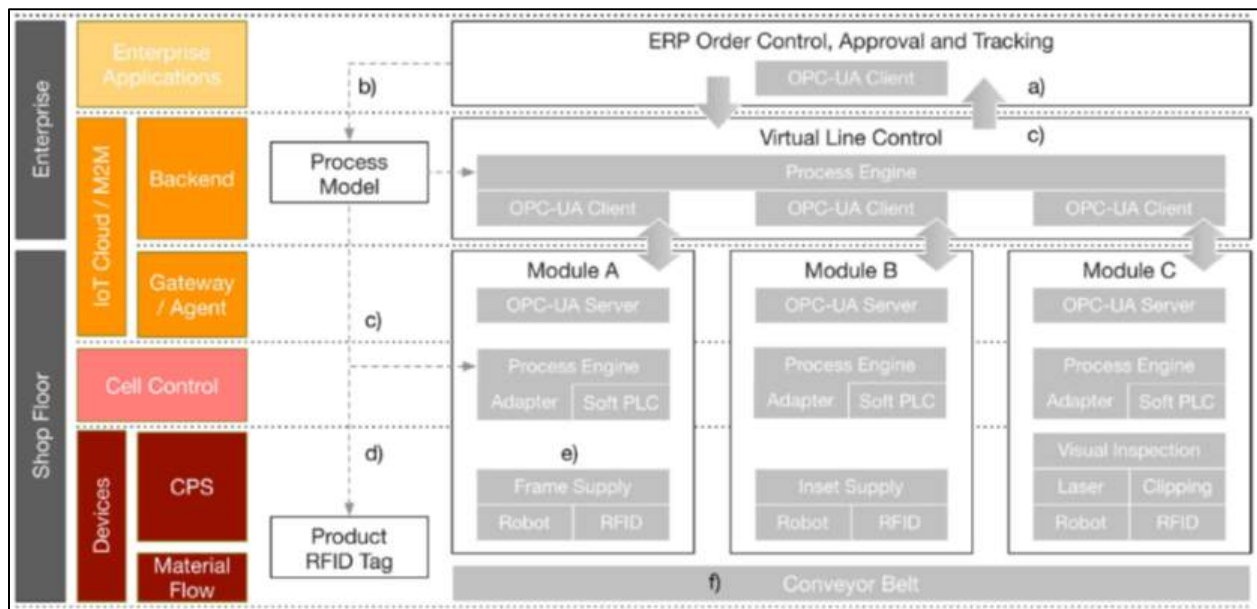 Enterprise
Shop Floor
Enterprise
Applications
IoT Cloud / M2M
Backend
Gateway
/ Agent
Cell Control
Devices
CPS
Material
Flow
b)
Process
Model
c)
d)
Product
RFID Tag
ERP Order Control, Approval and Tracking
OPC-UA Client
a)
Virtual Line Control
c)
Process Engine
OPC-UA Client
OPC-UA Client
OPC-UA Client
Module A
OPC-UA Server
Process Engine
Adapter
Soft PLC
e)
Frame Supply
Robot
RFID
Module B
OPC-UA Server
Process Engine
Adapter
Soft PLC
Inset Supply
Robot
RFID
Module C
OPC-UA Server
Process Engine
Adapter
Soft PLC
Visual Inspection
Laser
Clipping
Robot
RFID
f)
Conveyor Belt